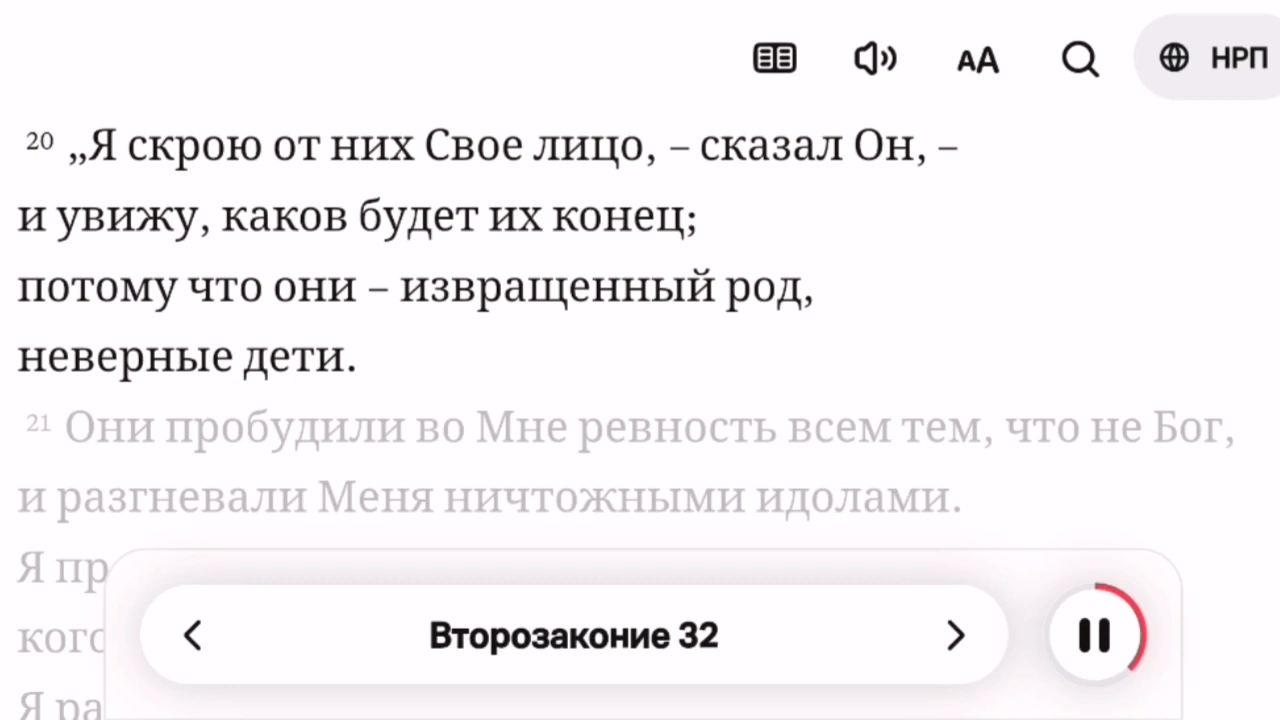 AA
НРП
20 „Я скрою от них Свое лицо, – сказал Он, –
и увижу, каков будет их конец;
потому что они – извращенный род,
неверные дети.
21 Они пробудили во Мне ревность всем тем, что не Бог,
и разгневали Меня ничтожными идолами.
Я
Я
Второзаконие 32